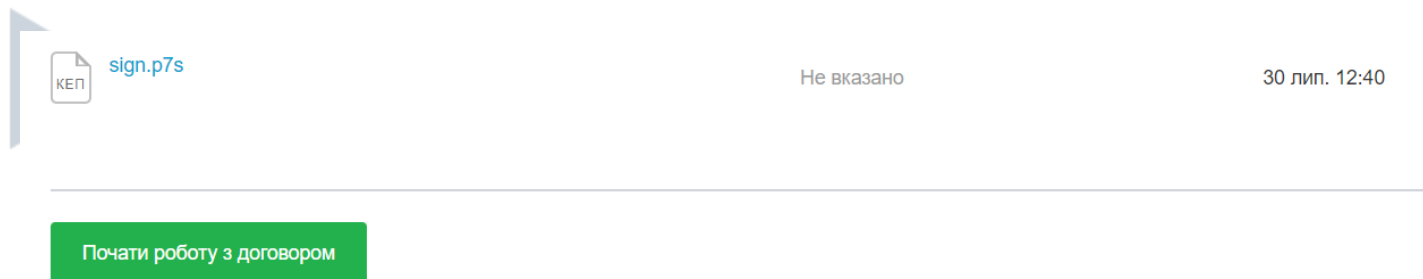 sign.p7s
КЕП
Не вказано
30 лип. 12:40
Почати роботу з договором